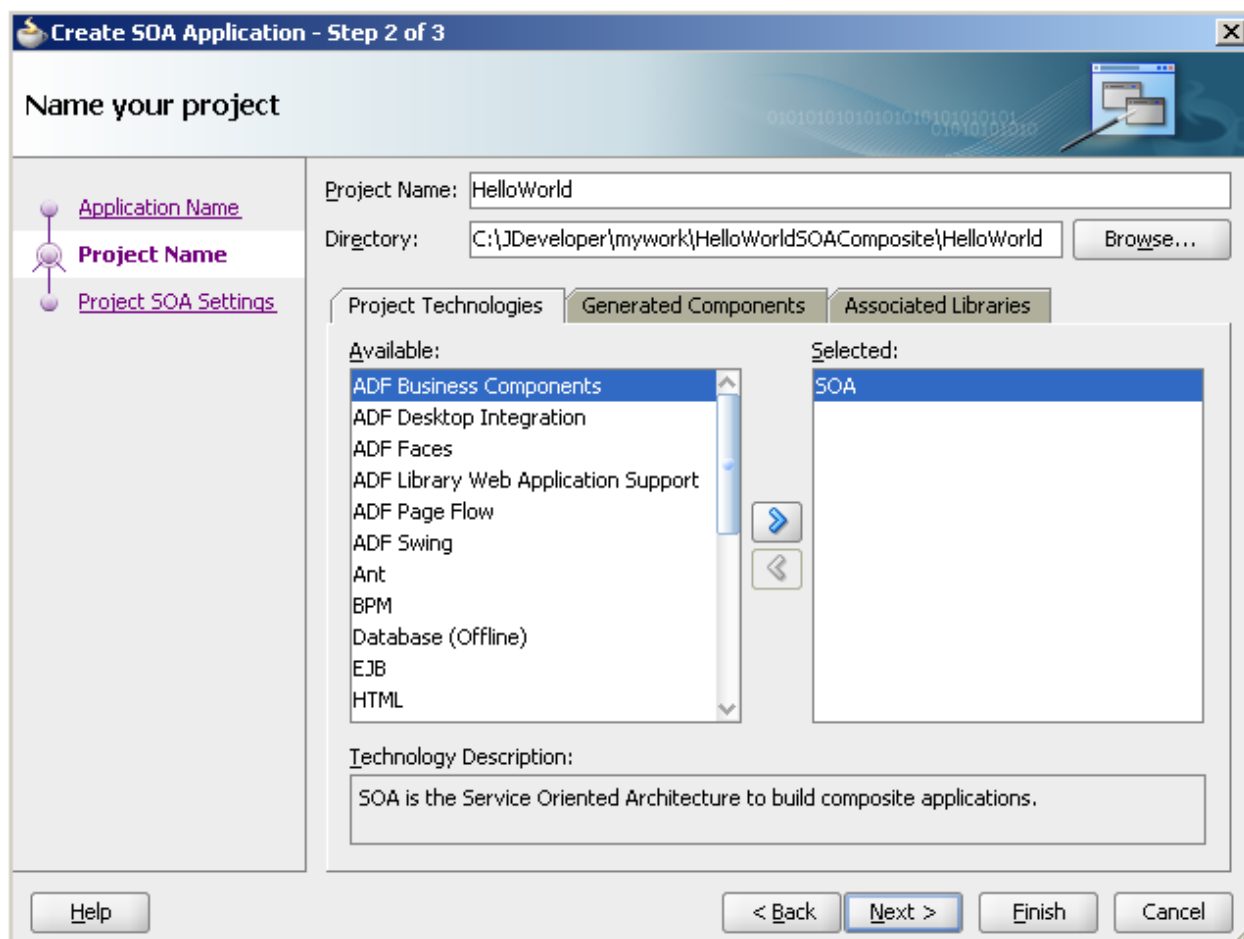 Create SOA Application - Step 2 of 3
Name your project
010101010101010101010101
01010101010
Application Name
Project Name
Project SOA Settings
Project Name: HelloWorld
Directory: C:\JDeveloper\mywork\HelloWorldSOAComposite\HelloWorld Browse...
Project Technologies Generated Components Associated Libraries
Available: Selected:
ADF Business Components SOA
ADF Desktop Integration
ADF Faces
ADF Library Web Application Support
ADF Page Flow
ADF Swing
Ant
BPM
Database (Offline)
EJB
HTML
Technology Description:
SOA is the Service Oriented Architecture to build composite applications.
Help < Back Next > Finish Cancel